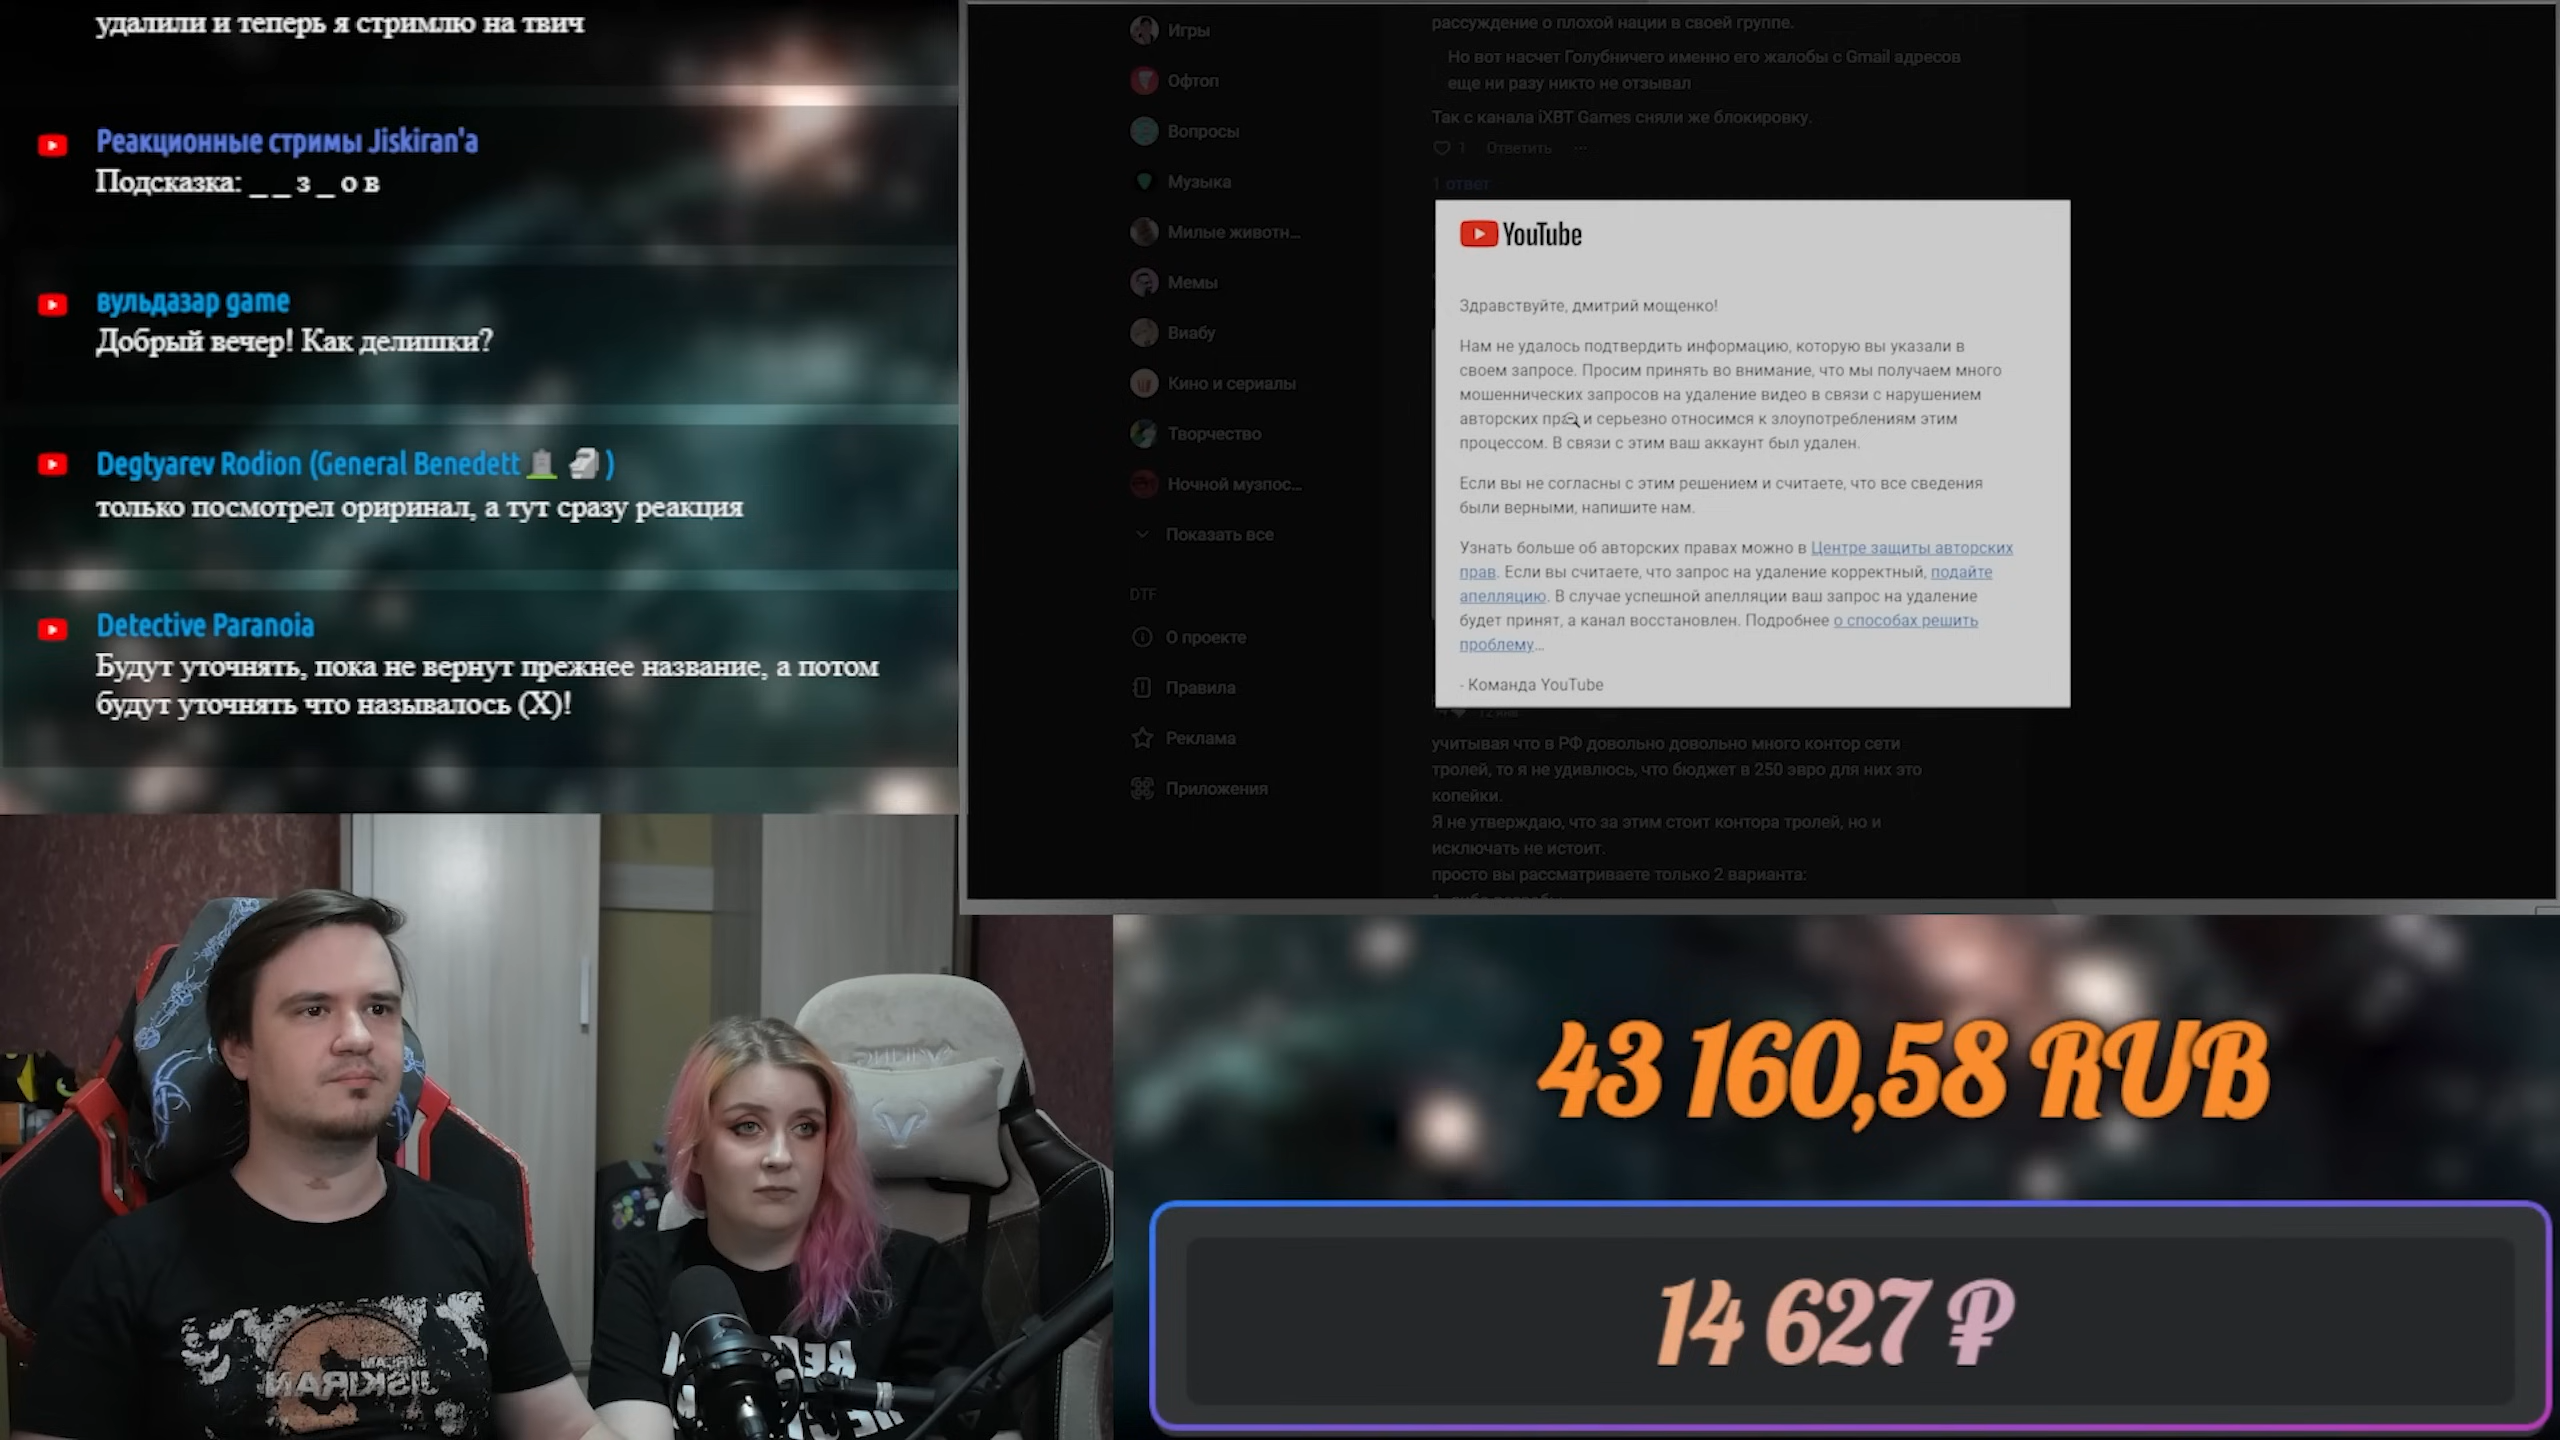 удалили и теперь я стримлю на твич
Реакционные стримы Jiskiran'a
Подсказка: _ _ з _ о в
вульдазар game
Добрый вечер! Как делишки?
Degtyarev Rodion (General Benedett )
только посмотрел ориринал, а тут сразу реакция
Detective Paranoia
Будут уточнять, пока не вернут прежнее название, а потом
будут уточнять что называлось (X)!
Игры
Офтоп
Вопросы
Музыка
Милые животн...
Мемы
Виабу
Кино и сериалы
Творчество
Ночной музпос...
Показать все
DTF
О проекте
Правила
Реклама
Приложения
рассуждение о плохой нации в своей группе.
Но вот насчет Голубничего именно его жалобы с Gmail адресов
еще ни разу никто не отзывал
Так с канала iXBT Games сняли же блокировку.
1 Ответить ...
1 ответ
YouTube
Здравствуйте, дмитрий мощенко!
Нам не удалось подтвердить информацию, которую вы указали в
своем запросе. Просим принять во внимание, что мы получаем много
мошеннических запросов на удаление видео в связи с нарушением
авторских прав и серьезно относимся к злоупотреблениям этим
процессом. В связи с этим ваш аккаунт был удален.
Если вы не согласны с этим решением и считаете, что все сведения
были верными, напишите нам.
Узнать больше об авторских правах можно в Центре защиты авторских
прав. Если вы считаете, что запрос на удаление корректный, подайте
апелляцию. В случае успешной апелляции ваш запрос на удаление
будет принят, а канал восстановлен. Подробнее о способах решить
проблему...
- Команда YouTube
учитывая что в РФ довольно довольно много контор сети
тролей, то я не удивлюсь, что бюджет в 250 эвро для них это
копейки.
Я не утверждаю, что за этим стоит контора тролей, но и
исключать не истоит.
просто вы рассматриваете только 2 варианта:
43 160,58 RUB
14 627 ₽
JISKIRAN